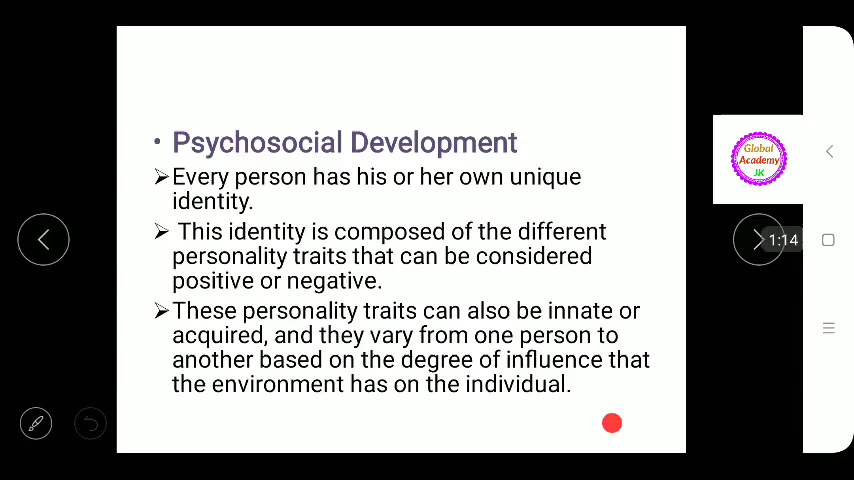 • Psychosocial Development
➢Every person has his or her own unique
identity.
➢ This identity is composed of the different
personality traits that can be considered
positive or negative.
➢These personality traits can also be innate or
acquired, and they vary from one person to
another based on the degree of influence that
the environment has on the individual.
Global
Academy
JK
1:14